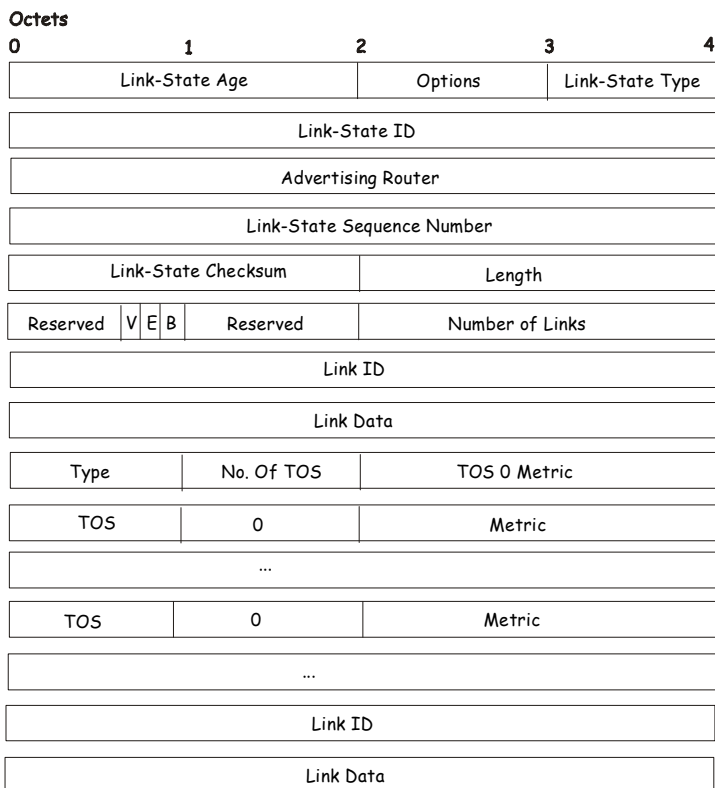 Octets
0 1 2 3 4
Link-State Age Options Link-State Type
Link-State ID
Advertising Router
Link-State Sequence Number
Link-State Checksum Length
Reserved V E B Reserved Number of Links
Link ID
Link Data
Type No. Of TOS TOS 0 Metric
TOS 0 Metric
...
TOS 0 Metric
...
Link ID
Link Data